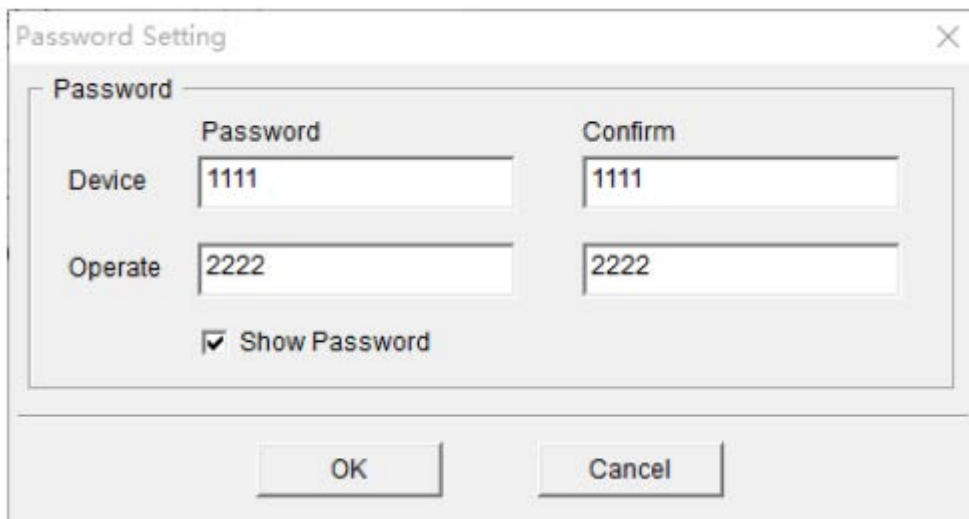 Password Setting
Password
Password Confirm
Device 1111 1111
Operate 2222 2222
Show Password
OK Cancel